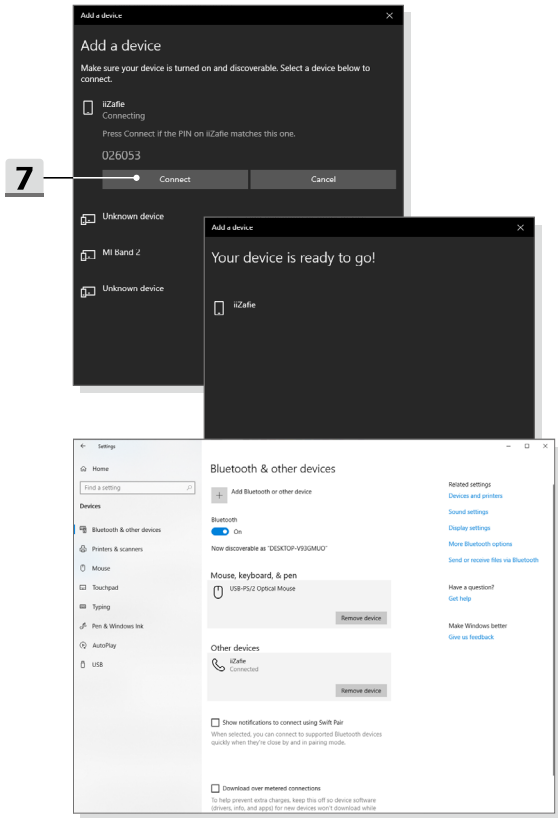 Add a device
Add a device
Make sure your device is turned on and discoverable. Select a device below to
connect.
iiZafie
Connecting
Press Connect if the PIN on iiZafie matches this one.
026053
7
Connect
Cancel
Unknown device
MI Band 2
Unknown device
Add a device
Your device is ready to go!
iiZafie
Settings
Home
Find a setting
Devices
Bluetooth & other devices
Printers & scanners
Mouse
Touchpad
Typing
Pen & Windows Ink
AutoPlay
USB
Bluetooth & other devices
Add Bluetooth or other device
Bluetooth
On
Now discoverable as "DESKTOP-V93GMUO"
Mouse, keyboard, & pen
USB-PS/2 Optical Mouse
Remove device
Other devices
iiZafie
Connected
Remove device
Show notifications to connect using Swift Pair
When selected, you can connect to supported Bluetooth devices
quickly when they're close by and in pairing mode.
Download over metered connections
To help prevent extra charges, keep this off so device software
(drivers, info, and apps) for new devices won't download while
Related settings
Devices and printers
Sound settings
Display settings
More Bluetooth options
Send or receive files via Bluetooth
Have a question?
Get help
Make Windows better
Give us feedback